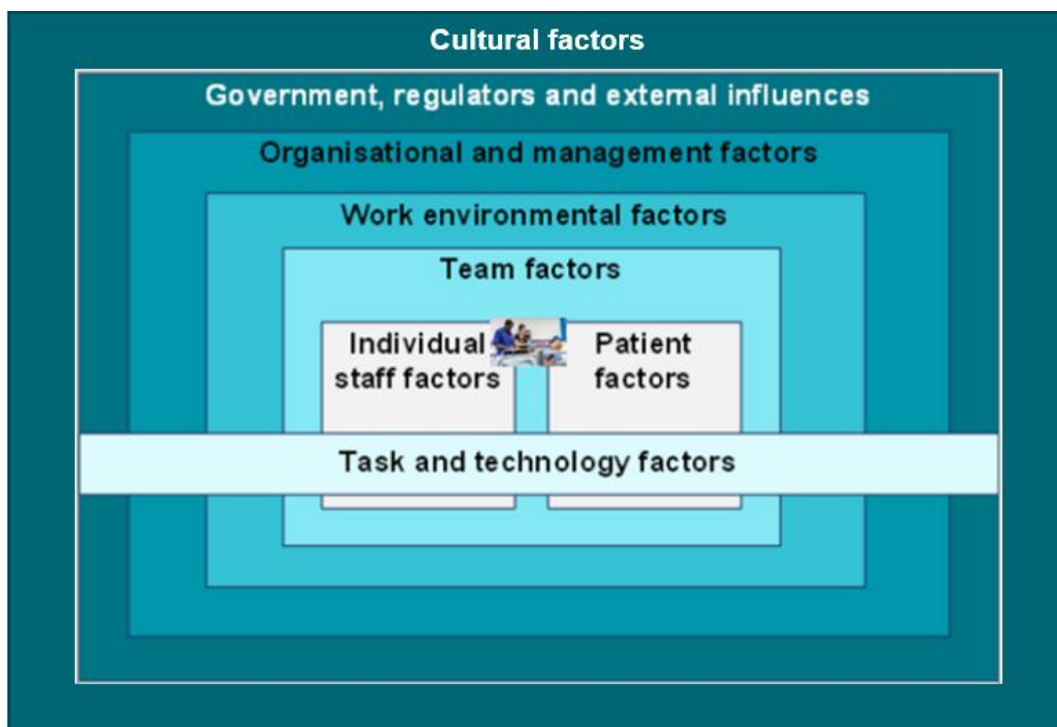 Cultural factors
Government, regulators and external influences
Organisational and management factors
Work environmental factors
Team factors
Individual
staff factors
Patient
factors
Task and technology factors